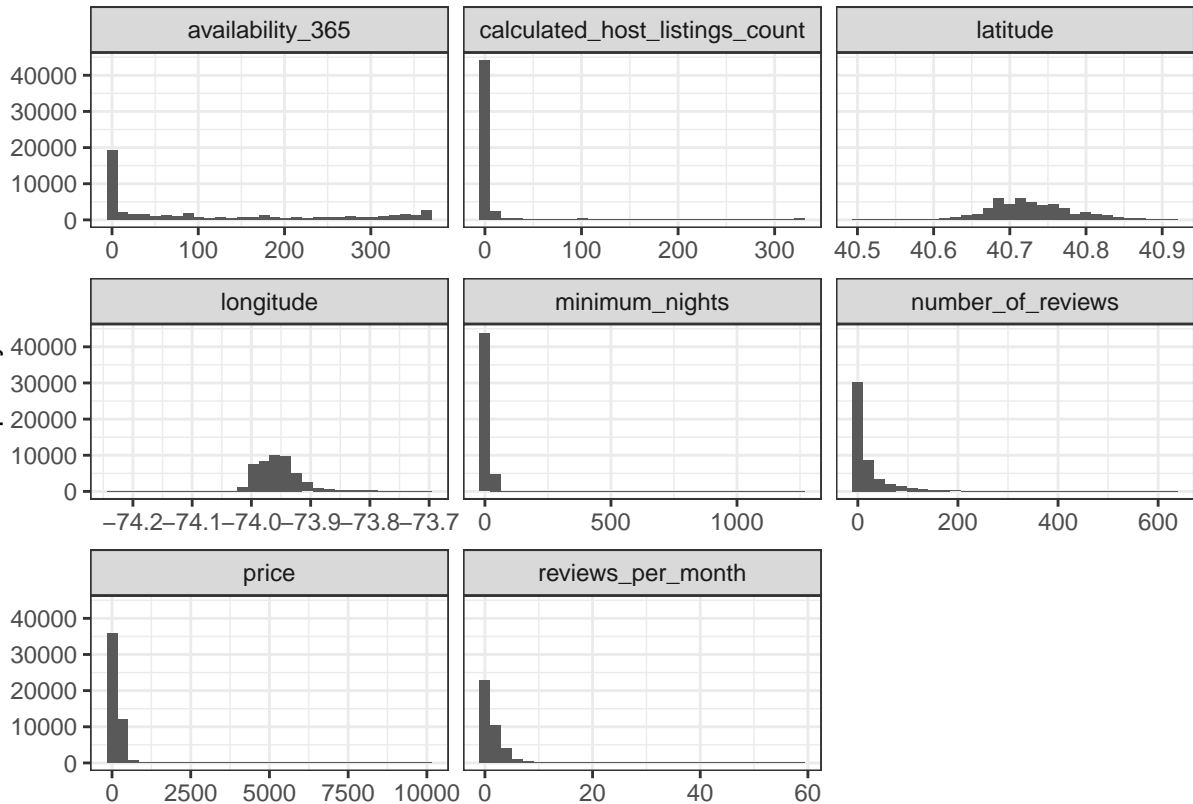 availability_365 calculated_host_listings_count latitude
40000
30000
20000
10000
0
0 100 200 300 0 100 200 300 40.5 40.6 40.7 40.8 40.9
longitude minimum_nights number_of_reviews
40000
30000
20000
10000
0
−74.2 −74.1 −74.0 −73.9 −73.8 −73.7 0 500 1000 0 200 400 600
price reviews_per_month
40000
30000
20000
10000
0
0 2500 5000 7500 10000 0 20 40 60